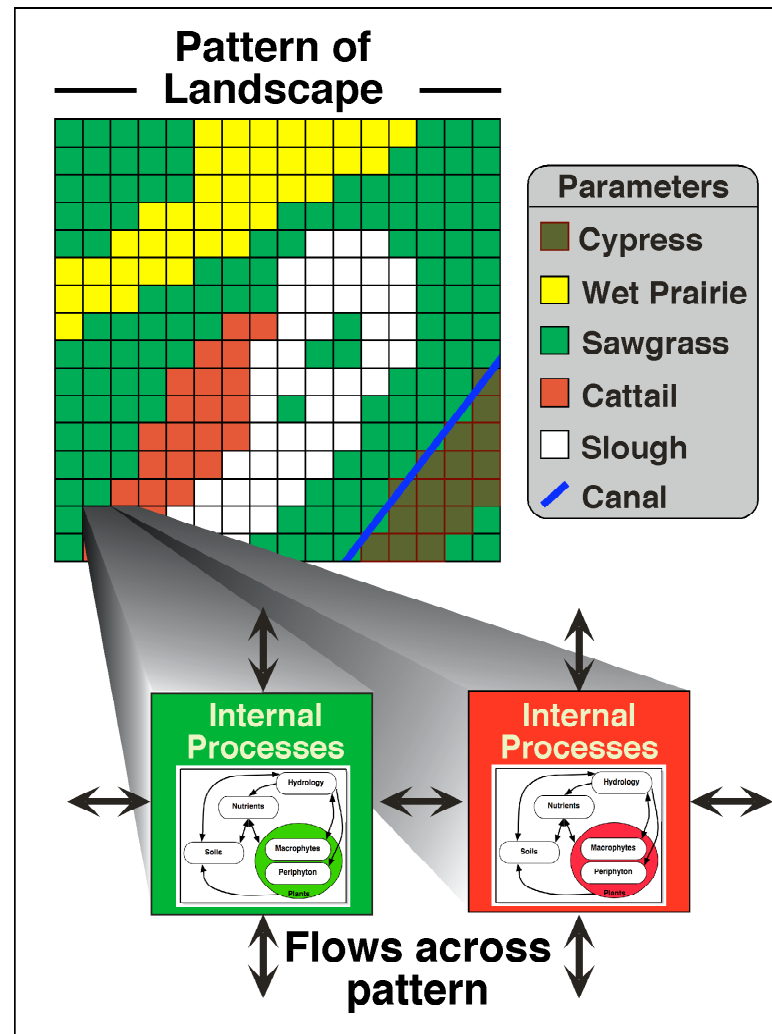 Pattern of
Landscape
Parameters
Cypress
Wet Prairie
Sawgrass
Cattail
Slough
Canal
Internal
Processes
Hydrology
Nutrients
Soils
Macrophytes
Periphyton
Plants
Internal
Processes
Hydrology
Nutrients
Soils
Macrophytes
Periphyton
Plants
Flows across
pattern